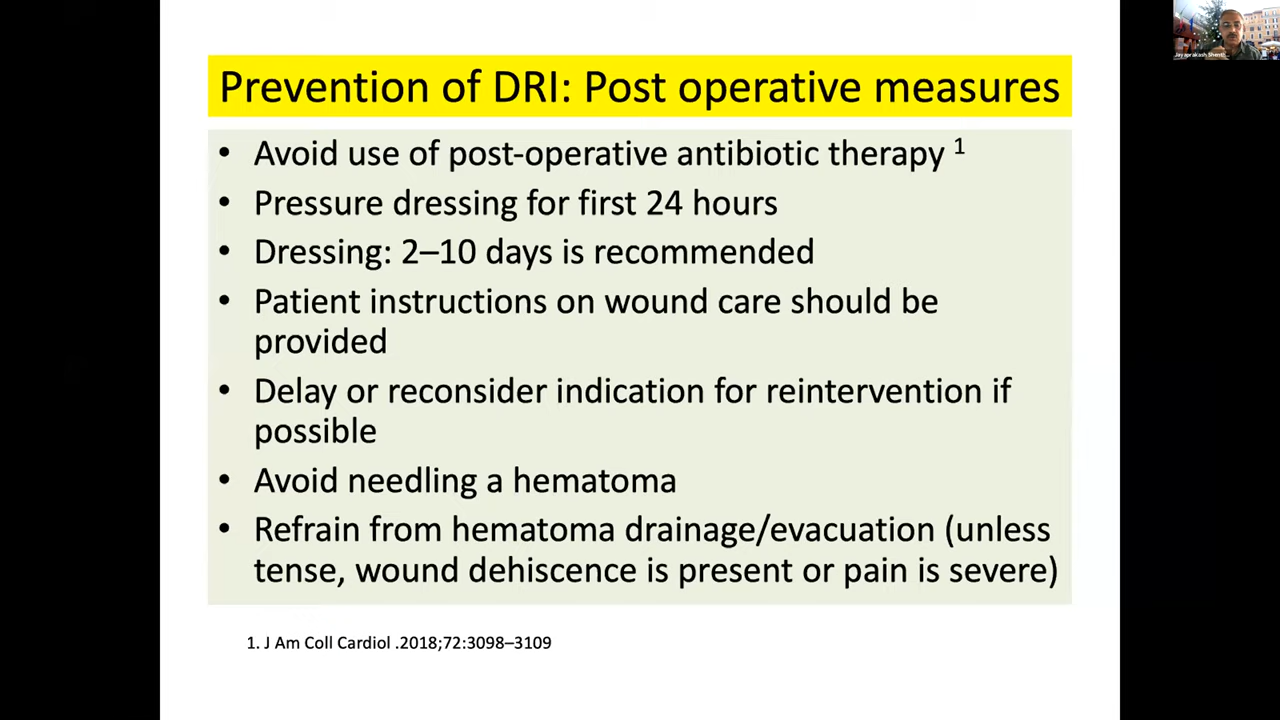 Prevention of DRI: Post operative measures
• Avoid use of post-operative antibiotic therapy 1
• Pressure dressing for first 24 hours
• Dressing: 2–10 days is recommended
• Patient instructions on wound care should be
provided
• Delay or reconsider indication for reintervention if
possible
• Avoid needling a hematoma
• Refrain from hematoma drainage/evacuation (unless
tense, wound dehiscence is present or pain is severe)
1. J Am Coll Cardiol .2018;72:3098–3109